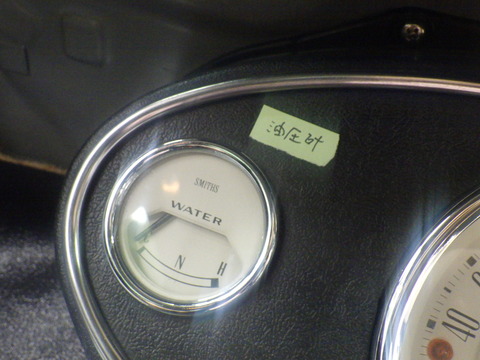 油圧計
SMITHS
WATER
N H
40